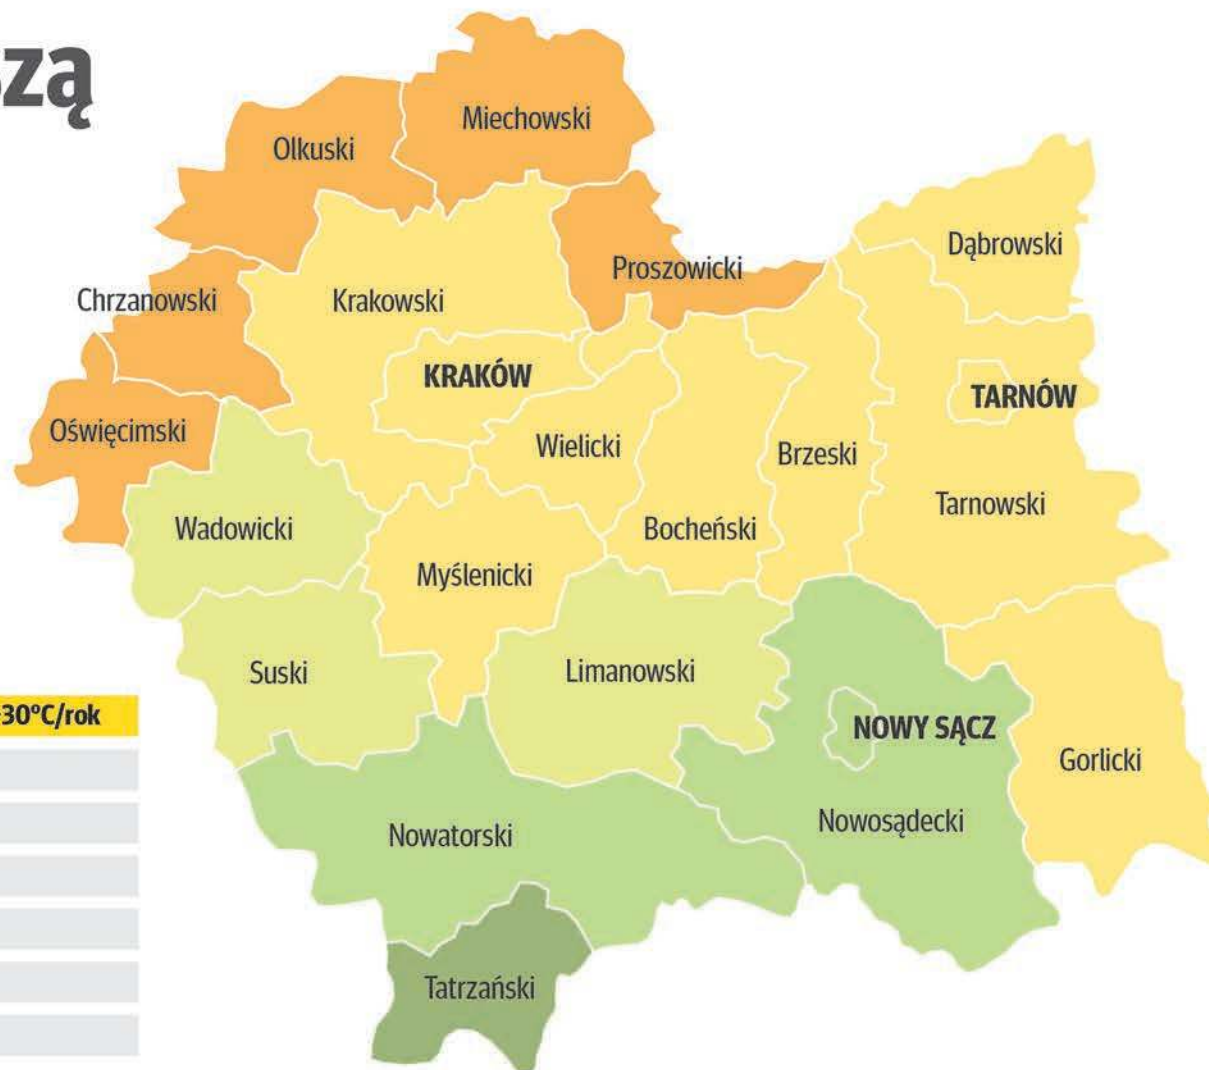 szą
Miechowski
Olkuski
Dąbrowski
Proszowicki
Chrzanowski
Krakowski
KRAKÓW
TARNÓW
Oświęcimski
Wielicki
Brzeski
Tarnowski
Wadowicki
Bocheński
Myślenicki
Suski
Limanowski
30°C/rok
NOWY SĄCZ
Gorlicki
Nowatorski
Nowosądecki
Tatrzański